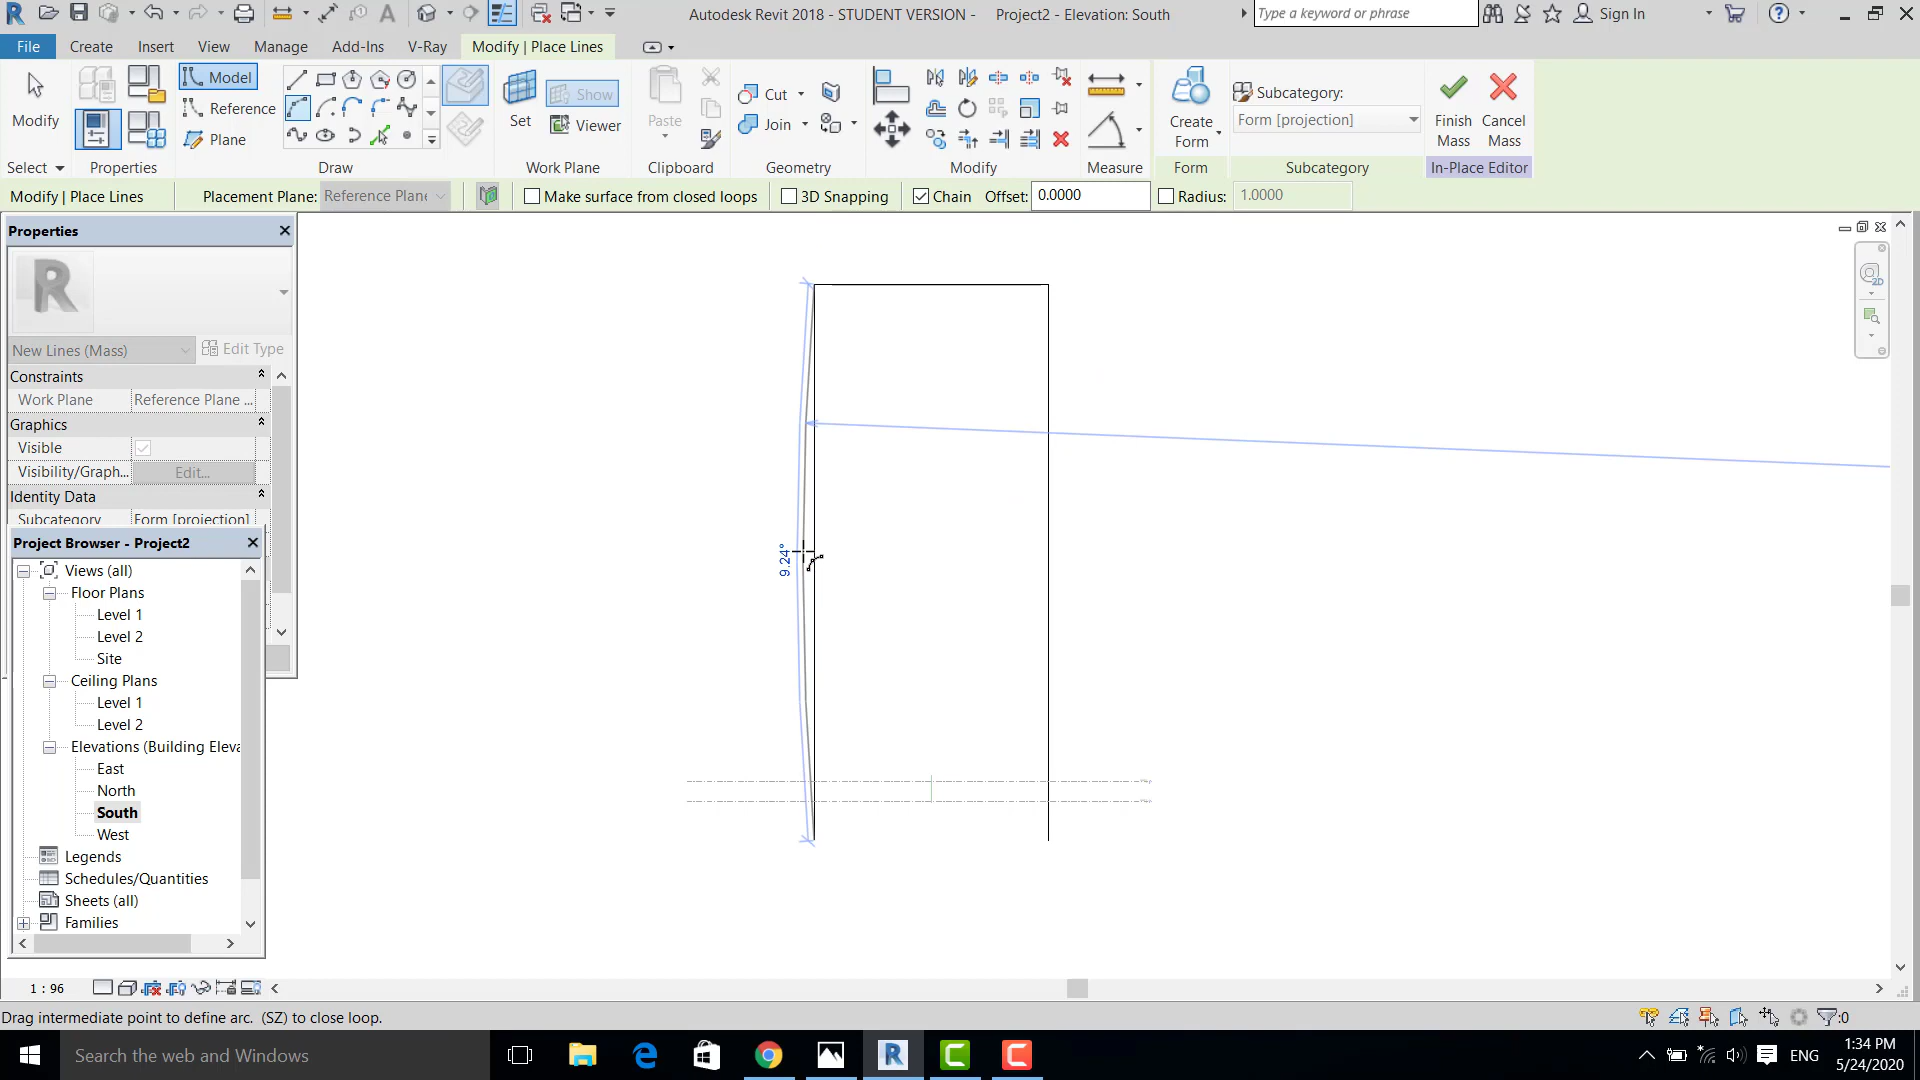 Autodesk Revit 2018 - STUDENT VERSION - Project2 - Elevation: South
Type a keyword or phrase
Sign In
File Create Insert View Manage Add-Ins V-Ray Modify | Place Lines
Modify
Model
Reference
Plane
Set
Show
Viewer
Paste
Cut
Join
Create Form
Subcategory:
Form [projection]
Finish Mass
Cancel Mass
Select Properties Draw Work Plane Clipboard Geometry Modify Measure Form Subcategory In-Place Editor
Modify | Place Lines Placement Plane: Reference Plane Make surface from closed loops 3D Snapping Chain Offset: 0.0000 Radius: 1.0000
Properties
R
New Lines (Mass) Edit Type
Constraints
Work Plane Reference Plane ...
Graphics
Visible
Visibility/Graph... Edit...
Identity Data
Subcategory Form [projection]
Project Browser - Project2
Views (all)
Floor Plans
Level 1
Level 2
Site
Ceiling Plans
Level 1
Level 2
Elevations (Building Eleva
East
North
South
West
Legends
Schedules/Quantities
Sheets (all)
Families
9.24°
2D
1 : 96
Drag intermediate point to define arc. (SZ) to close loop.
:0
Search the web and Windows
ENG
1:34 PM
5/24/2020